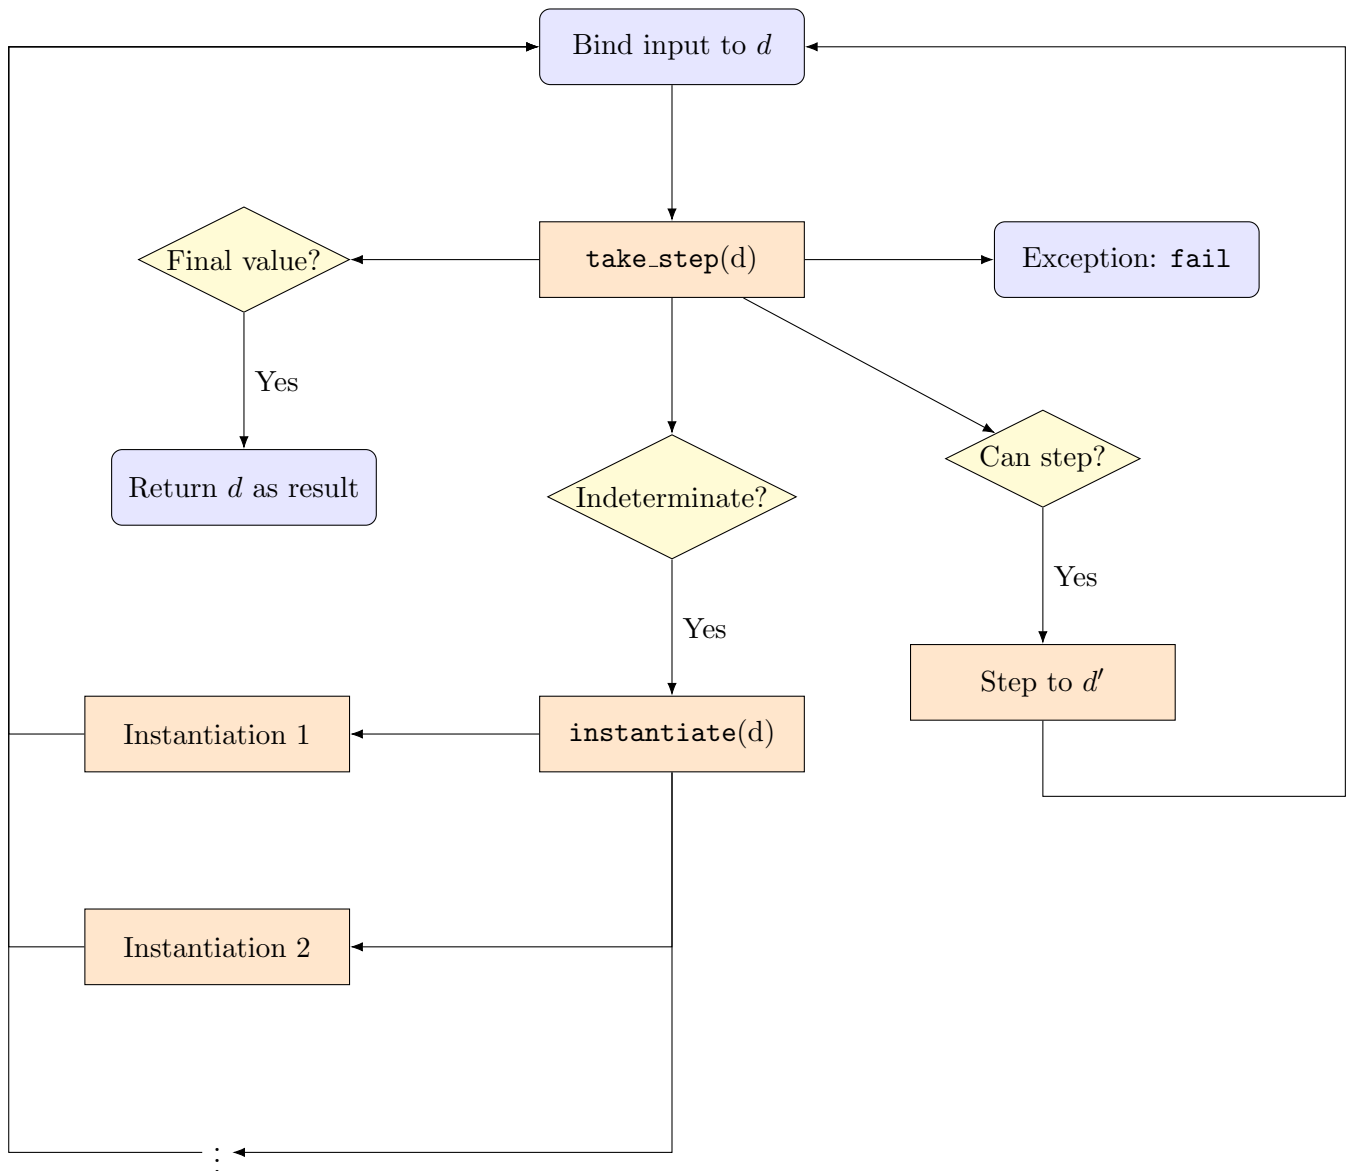 Bind input to d
Final value?
take_step(d)
Exception: fail
Yes
Can step?
Return d as result
Indeterminate?
Yes
Yes
Step to d′
Instantiation 1
instantiate(d)
Instantiation 2
⋮